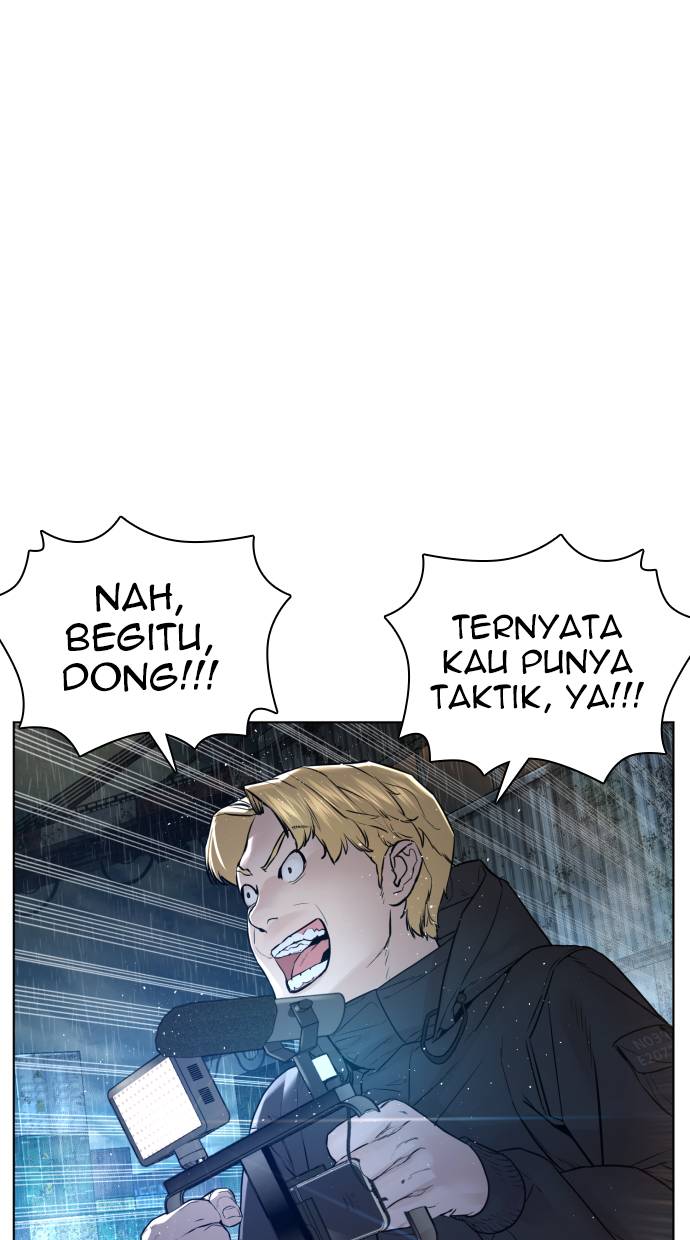 NAH,
BEGITU,
DONG!!!
TERNYATA
KAU PUNYA
TAKTIK, YA!!!